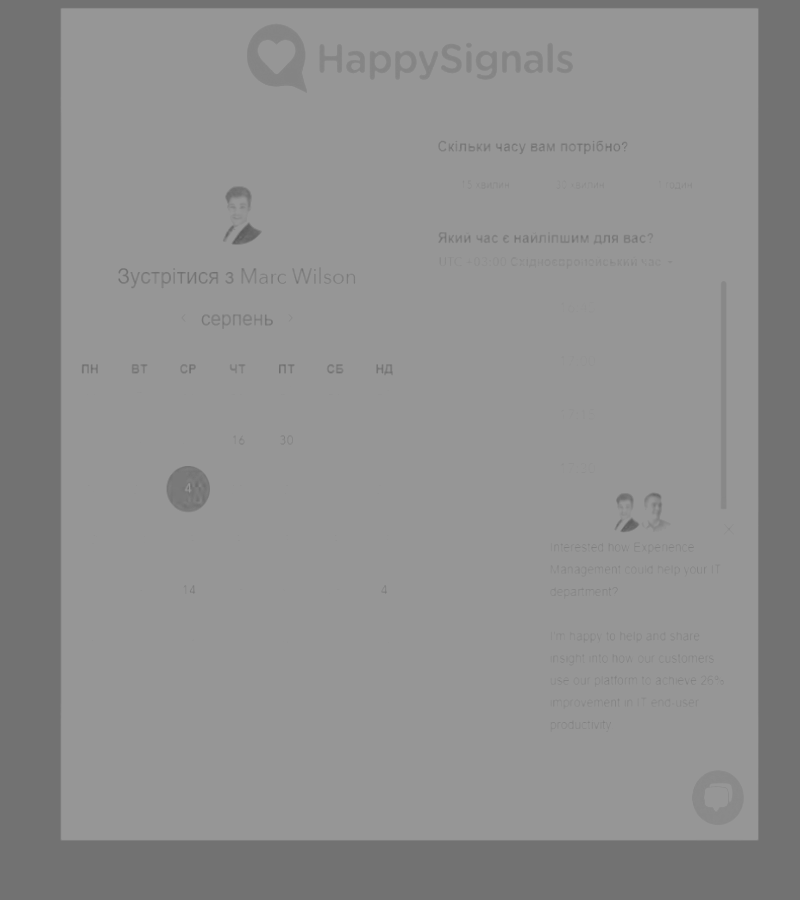 HappySignals
Зустрітися з Marc Wilson
серпень
ПН ВТ СР ЧТ ПТ СБ НД
16 30
4
14 4
Скільки часу вам потрібно?
15 хвилин 30 хвилин 1 година
Який час є найліпшим для вас?
UTC +03:00 Східноєвропейський час
Interested how Experience
Management could help your IT
department?
I'm happy to help and share
insight into how our customers
use our platform to achieve 26%
improvement in IT end-user
productivity.